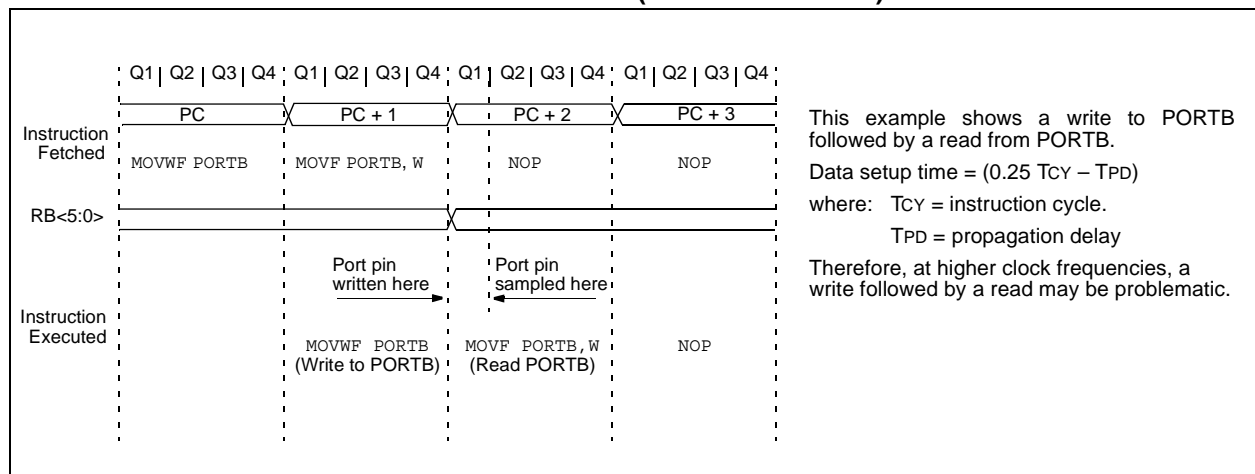 Q1 | Q2 | Q3 | Q4 Q1 | Q2 | Q3 | Q4 Q1 | Q2 | Q3 | Q4 Q1 | Q2 | Q3 | Q4
PC PC + 1 PC + 2 PC + 3
Instruction
Fetched
MOVWF PORTB MOVF PORTB, W NOP NOP
RB<5:0>
Port pin
written here
Port pin
sampled here
Instruction
Executed
MOVWF PORTB MOVF PORTB,W NOP
(Write to PORTB) (Read PORTB)
This example shows a write to PORTB
followed by a read from PORTB.
Data setup time = (0.25 TCY – TPD)
where: TCY = instruction cycle.
TPD = propagation delay
Therefore, at higher clock frequencies, a
write followed by a read may be problematic.